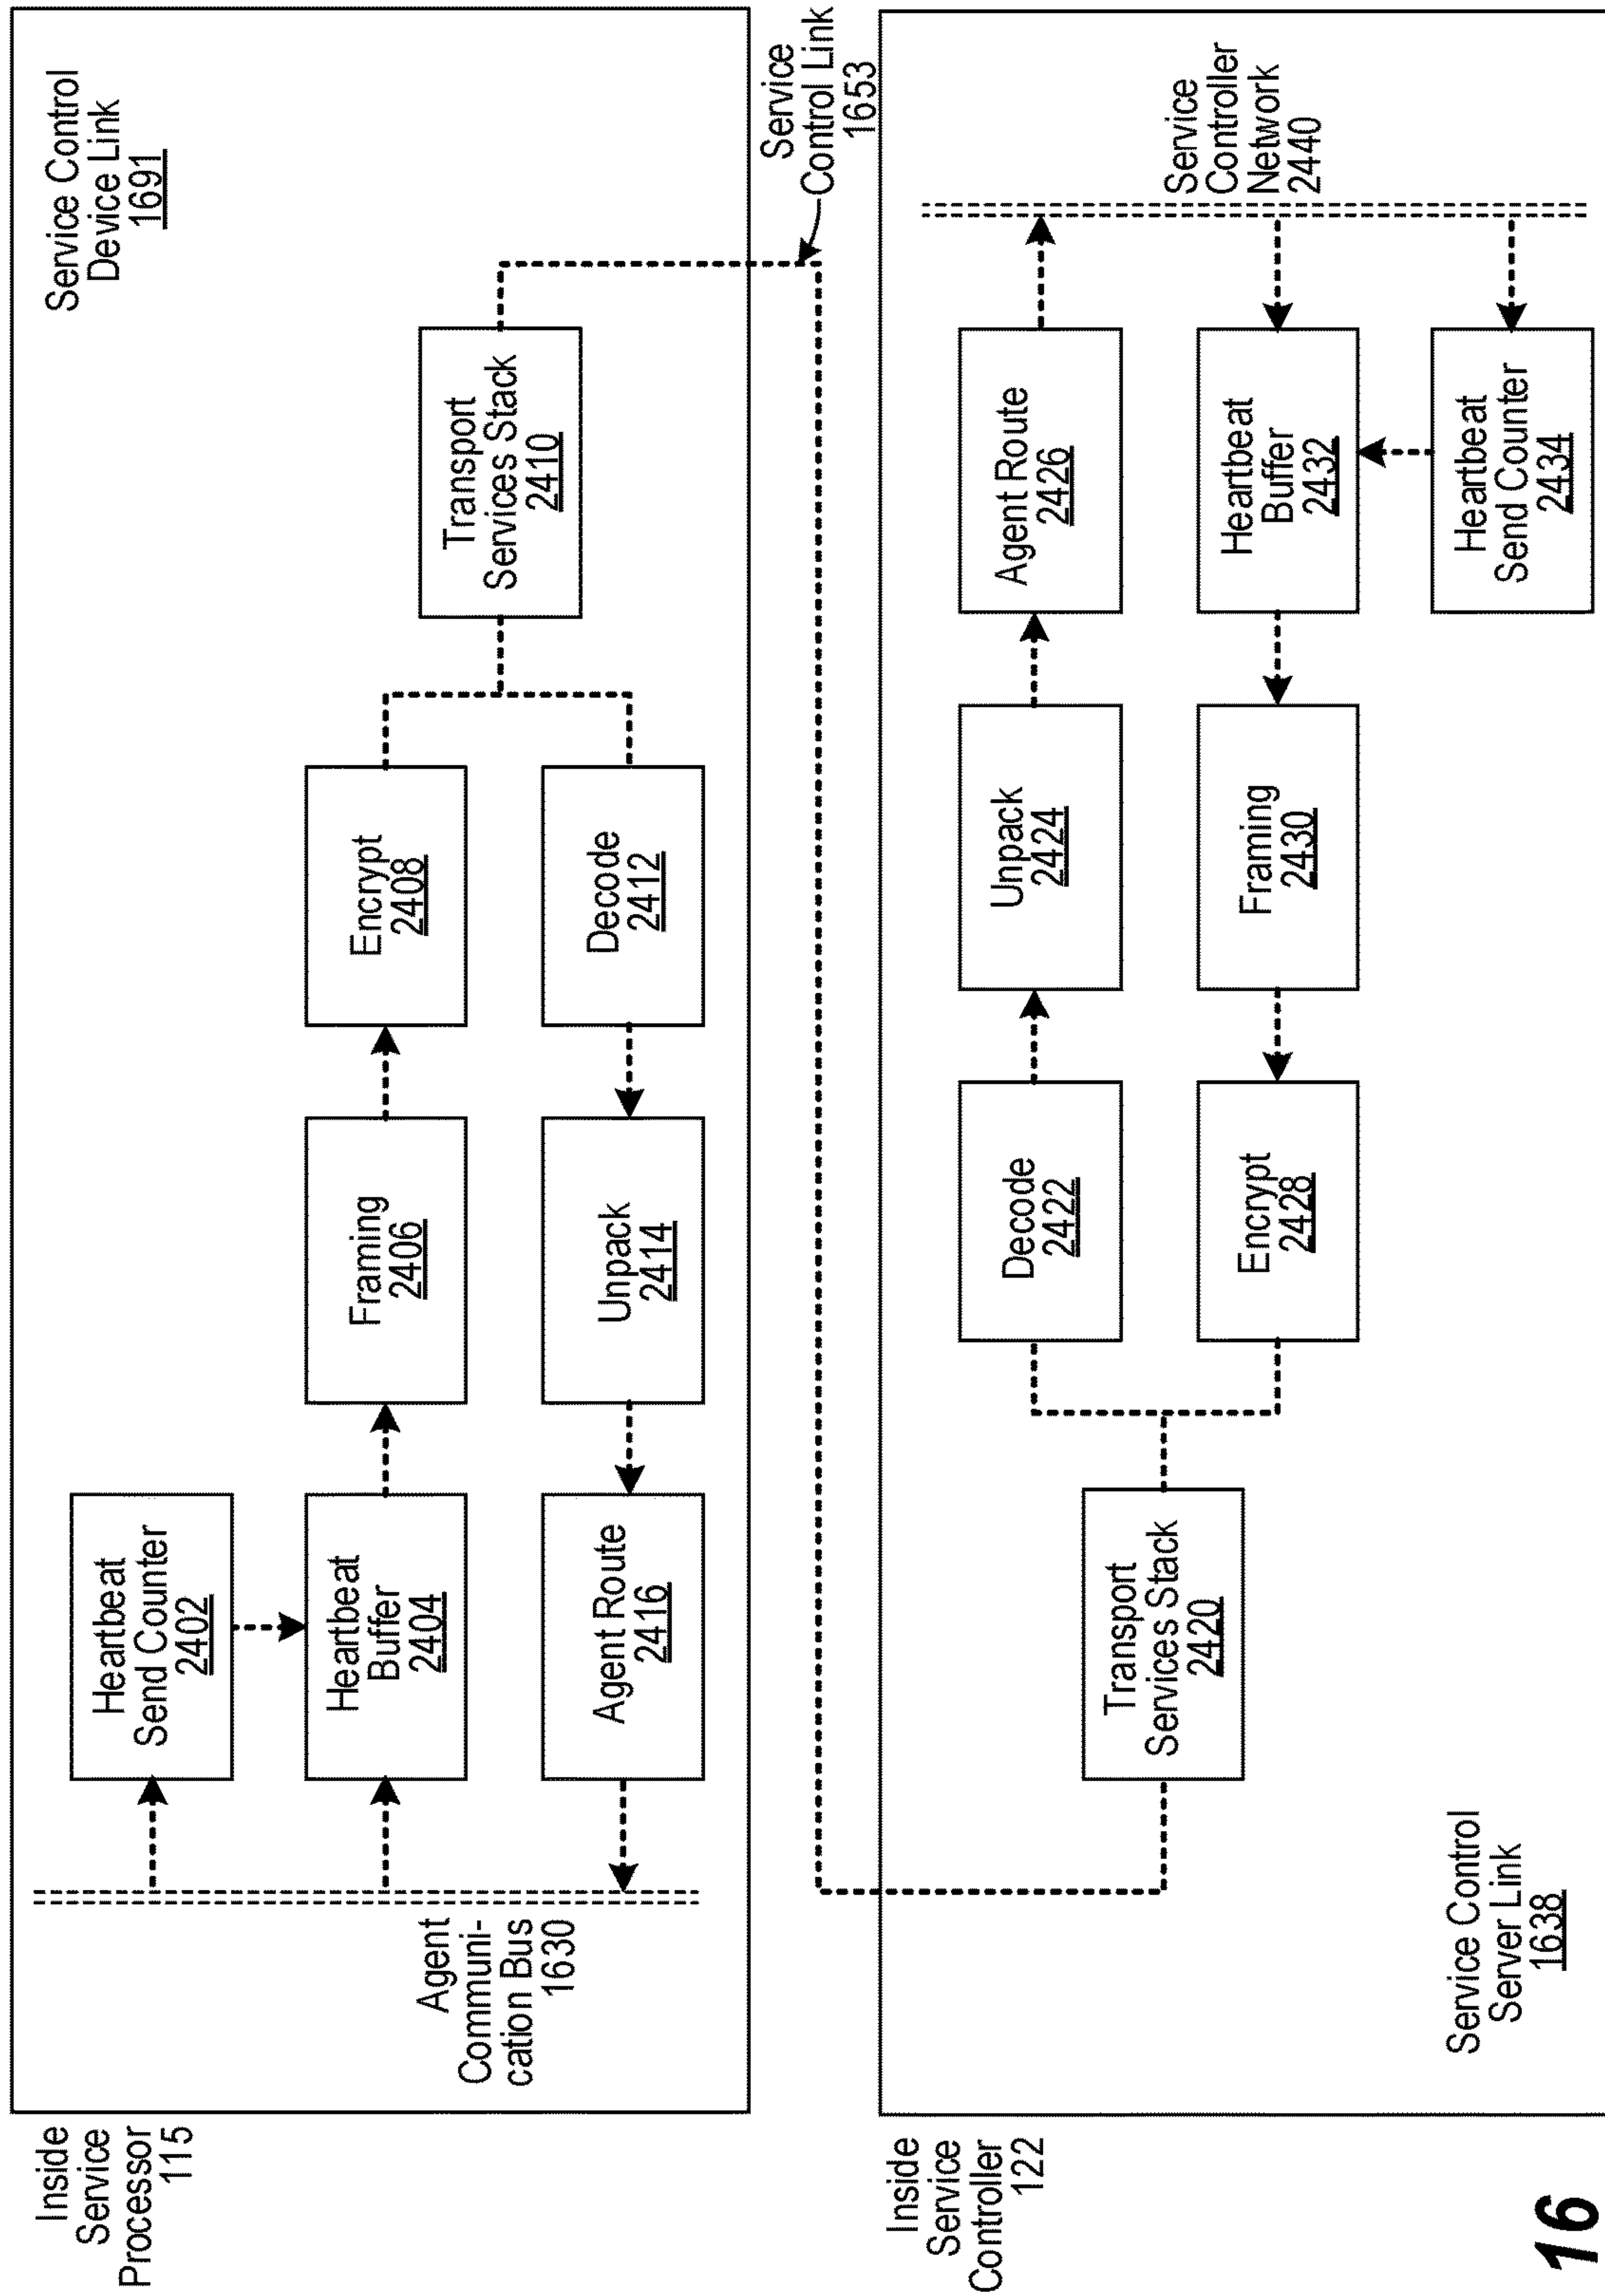 Inside
Service
Processor
115
Service Control
Device Link
1691
Heartbeat
Send Counter
2402
Heartbeat
Buffer
2404
Framing
2406
Encrypt
2408
Transport
Services Stack
2410
Agent Route
2416
Unpack
2414
Decode
2412
Agent
Communi-
cation Bus
1630
Service
Control Link
1653
Inside
Service
Controller
122
Decode
2422
Unpack
2424
Agent Route
2426
Service
Controller
Network
2440
Transport
Services Stack
2420
Encrypt
2428
Framing
2430
Heartbeat
Buffer
2432
Heartbeat
Send Counter
2434
Service Control
Server Link
1638
16